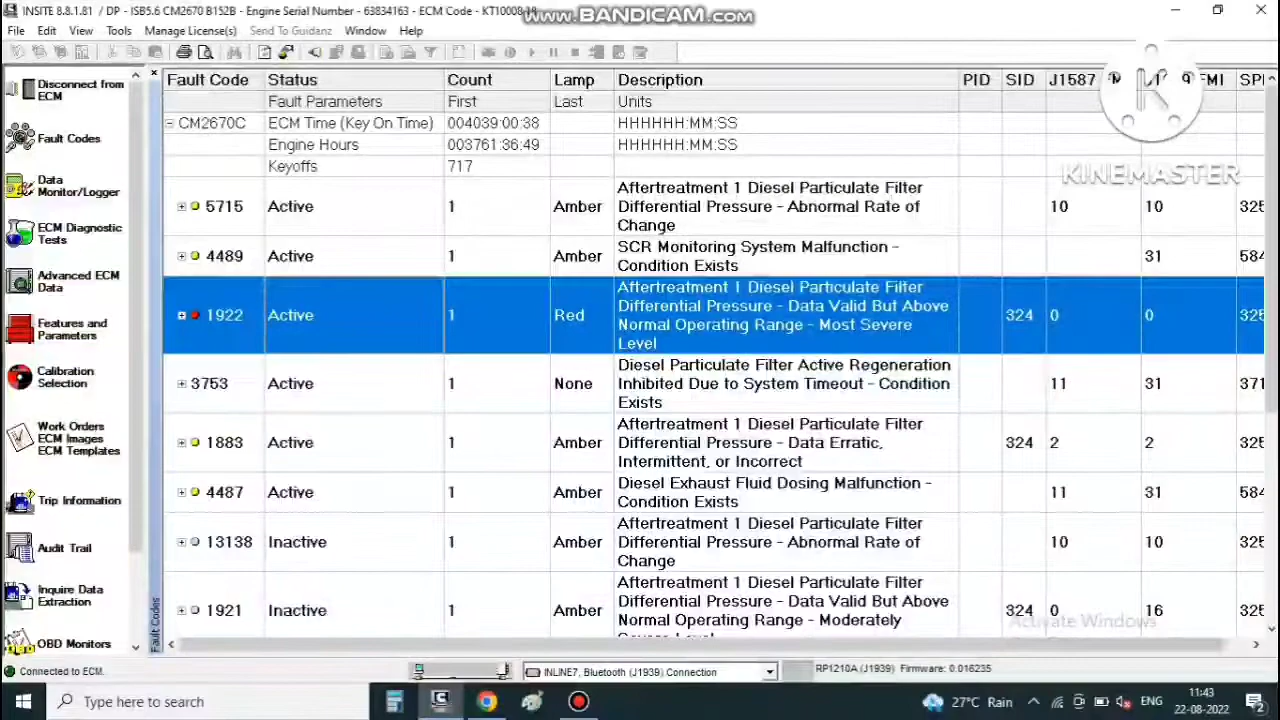 INSITE 8.8.1.81 / DP - ISB5.6 CM2670 B152B - Engine Serial Number - 63834163 - ECM Code - KT10008
www.BANDICAM.com
File Edit View Tools Manage License(s) Send To Guidanz Window Help
Disconnect from
ECM
Fault Codes
Data
Monitor/Logger
ECM Diagnostic
Tests
Advanced ECM
Data
Features and
Parameters
Calibration
Selection
Work Orders
ECM Images
ECM Templates
Trip Information
Audit Trail
Inquire Data
Extraction
OBD Monitors
Fault Codes
Fault Code Status Count Lamp Description PID SID J1587 FMI
Fault Parameters First Last Units
CM2670C ECM Time (Key On Time) 004039:00:38 HHHHHH:MM:SS
Engine Hours 003761:36:49 HHHHHH:MM:SS
Keyoffs 717
K
KINEMASTER
Aftertreatment 1 Diesel Particulate Filter
5715 Active 1 Amber Differential Pressure - Abnormal Rate of 10 10 325
Change
SCR Monitoring System Malfunction -
4489 Active 1 Amber Condition Exists 31 584
Aftertreatment 1 Diesel Particulate Filter
Differential Pressure - Data Valid But Above
1922 Active 1 Red Normal Operating Range - Most Severe 324 0 0 325
Level
Diesel Particulate Filter Active Regeneration
3753 Active 1 None Inhibited Due to System Timeout - Condition 11 31 371
Exists
Aftertreatment 1 Diesel Particulate Filter
1883 Active 1 Amber Differential Pressure - Data Erratic, 324 2 2 325
Intermittent, or Incorrect
Diesel Exhaust Fluid Dosing Malfunction -
4487 Active 1 Amber Condition Exists 11 31 584
Aftertreatment 1 Diesel Particulate Filter
13138 Inactive 1 Amber Differential Pressure - Abnormal Rate of 10 10 325
Change
Aftertreatment 1 Diesel Particulate Filter
Differential Pressure - Data Valid But Above
1921 Inactive 1 Amber Normal Operating Range - Moderately 324 0 16 325
Activate Windows
Connected to ECM.
INLINE7, Bluetooth (J1939) Connection
RP1210A (J1939) Firmware: 0.016235
Type here to search
27°C Rain
ENG
11:43
22-08-2022
2